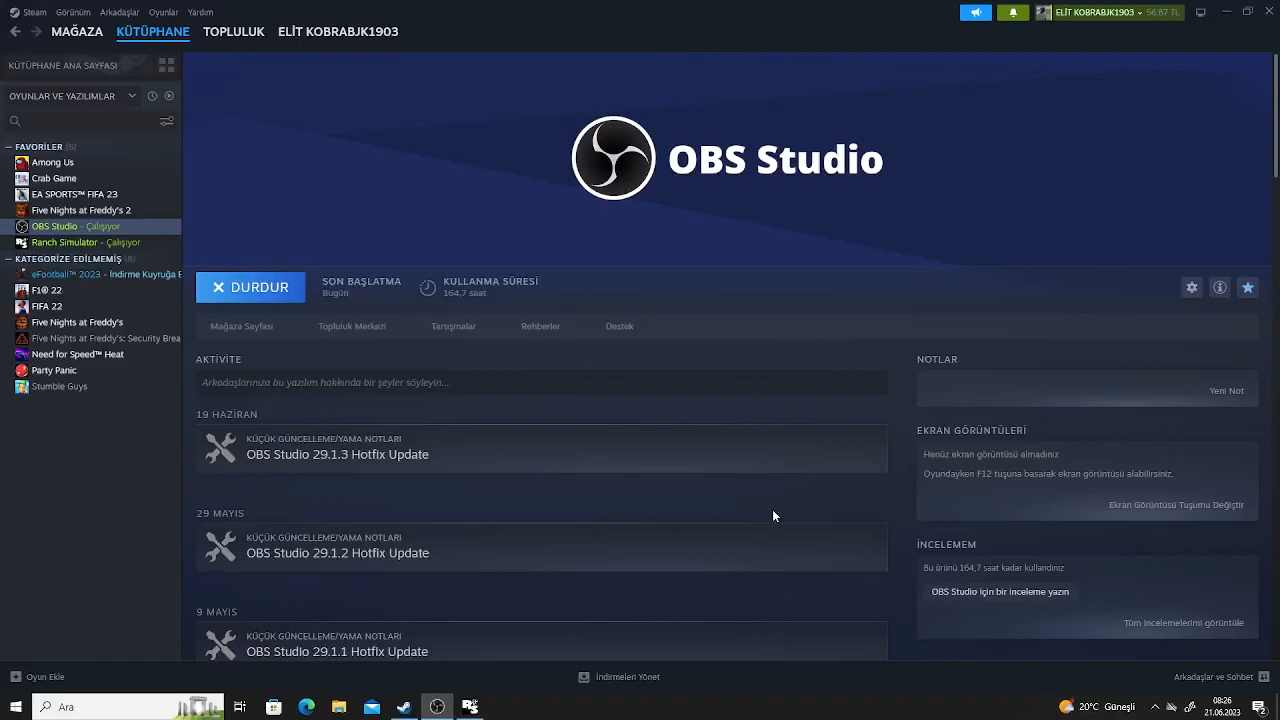 Steam Görünüm Arkadaşlar Oyunlar Yardım
ELİT KOBRABJK1903 56,87 TL
MAĞAZA KÜTÜPHANE TOPLULUK ELİT KOBRABJK1903
KÜTÜPHANE ANA SAYFASI
OYUNLAR VE YAZILIMLAR
FAVORİLER (6)
Among Us
Crab Game
EA SPORTS™ FIFA 23
Five Nights at Freddy's 2
OBS Studio - Çalışıyor
Ranch Simulator - Çalışıyor
KATEGORİZE EDİLMEMİŞ (8)
eFootball™ 2023 - İndirme Kuyruğa E
F1® 22
FIFA 22
Five Nights at Freddy's
Five Nights at Freddy's: Security Brea
Need for Speed™ Heat
Party Panic
Stumble Guys
OBS Studio
DURDUR
SON BAŞLATMA
Bugün
KULLANMA SÜRESİ
164,7 saat
Mağaza Sayfası Topluluk Merkezi Tartışmalar Rehberler Destek
AKTİVİTE
Arkadaşlarınıza bu yazılım hakkında bir şeyler söyleyin...
19 HAZİRAN
KÜÇÜK GÜNCELLEME/YAMA NOTLARI
OBS Studio 29.1.3 Hotfix Update
29 MAYIS
KÜÇÜK GÜNCELLEME/YAMA NOTLARI
OBS Studio 29.1.2 Hotfix Update
9 MAYIS
KÜÇÜK GÜNCELLEME/YAMA NOTLARI
OBS Studio 29.1.1 Hotfix Update
NOTLAR
Yeni Not
EKRAN GÖRÜNTÜLERİ
Henüz ekran görüntüsü almadınız
Oyundayken F12 tuşuna basarak ekran görüntüsü alabilirsiniz.
Ekran Görüntüsü Tuşumu Değiştir
İNCELEMEM
Bu ürünü 164,7 saat kadar kullandınız
OBS Studio için bir inceleme yazın
Tüm incelemelerimi görüntüle
Oyun Ekle
İndirmeleri Yönet
Arkadaşlar ve Sohbet
Ara
20°C Güneşli
08:26
21.06.2023
2